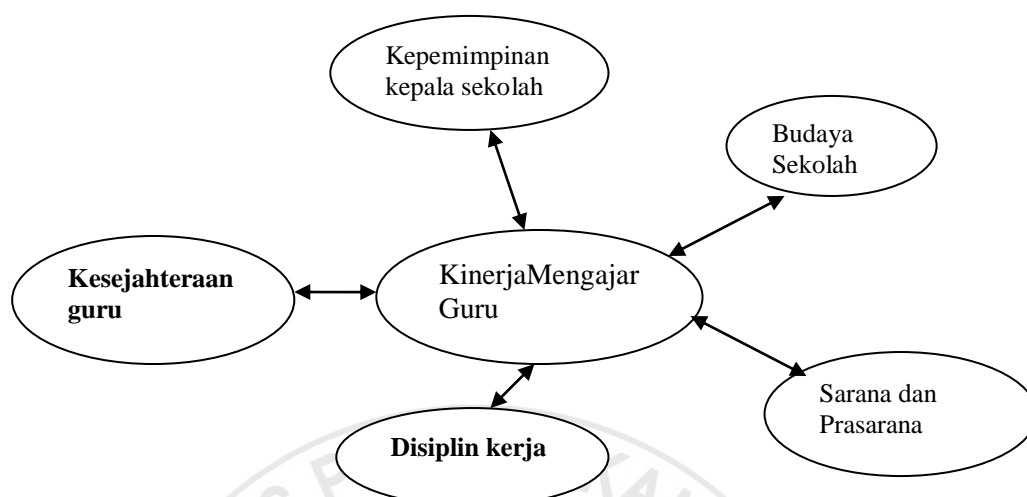 Kepemimpinan
kepala sekolah
Budaya
Sekolah
Kesejahteraan
guru
KinerjaMengajar
Guru
Sarana dan
Prasarana
Disiplin kerja